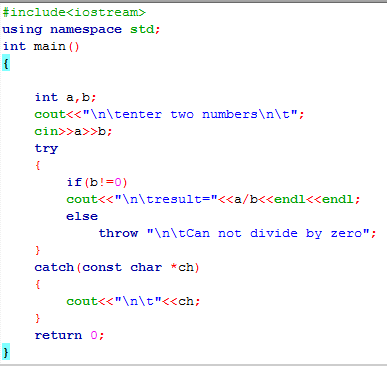 #include<iostream>
using namespace std;
int main()
{
int a,b;
cout<<"\n\tenter two numbers\n\t";
cin>>a>>b;
try
{
if(b!=0)
cout<<"\n\tresult="<<a/b<<endl<<endl;
else
throw "\n\tCan not divide by zero";
}
catch(const char *ch)
{
cout<<"\n\t"<<ch;
}
return 0;
}